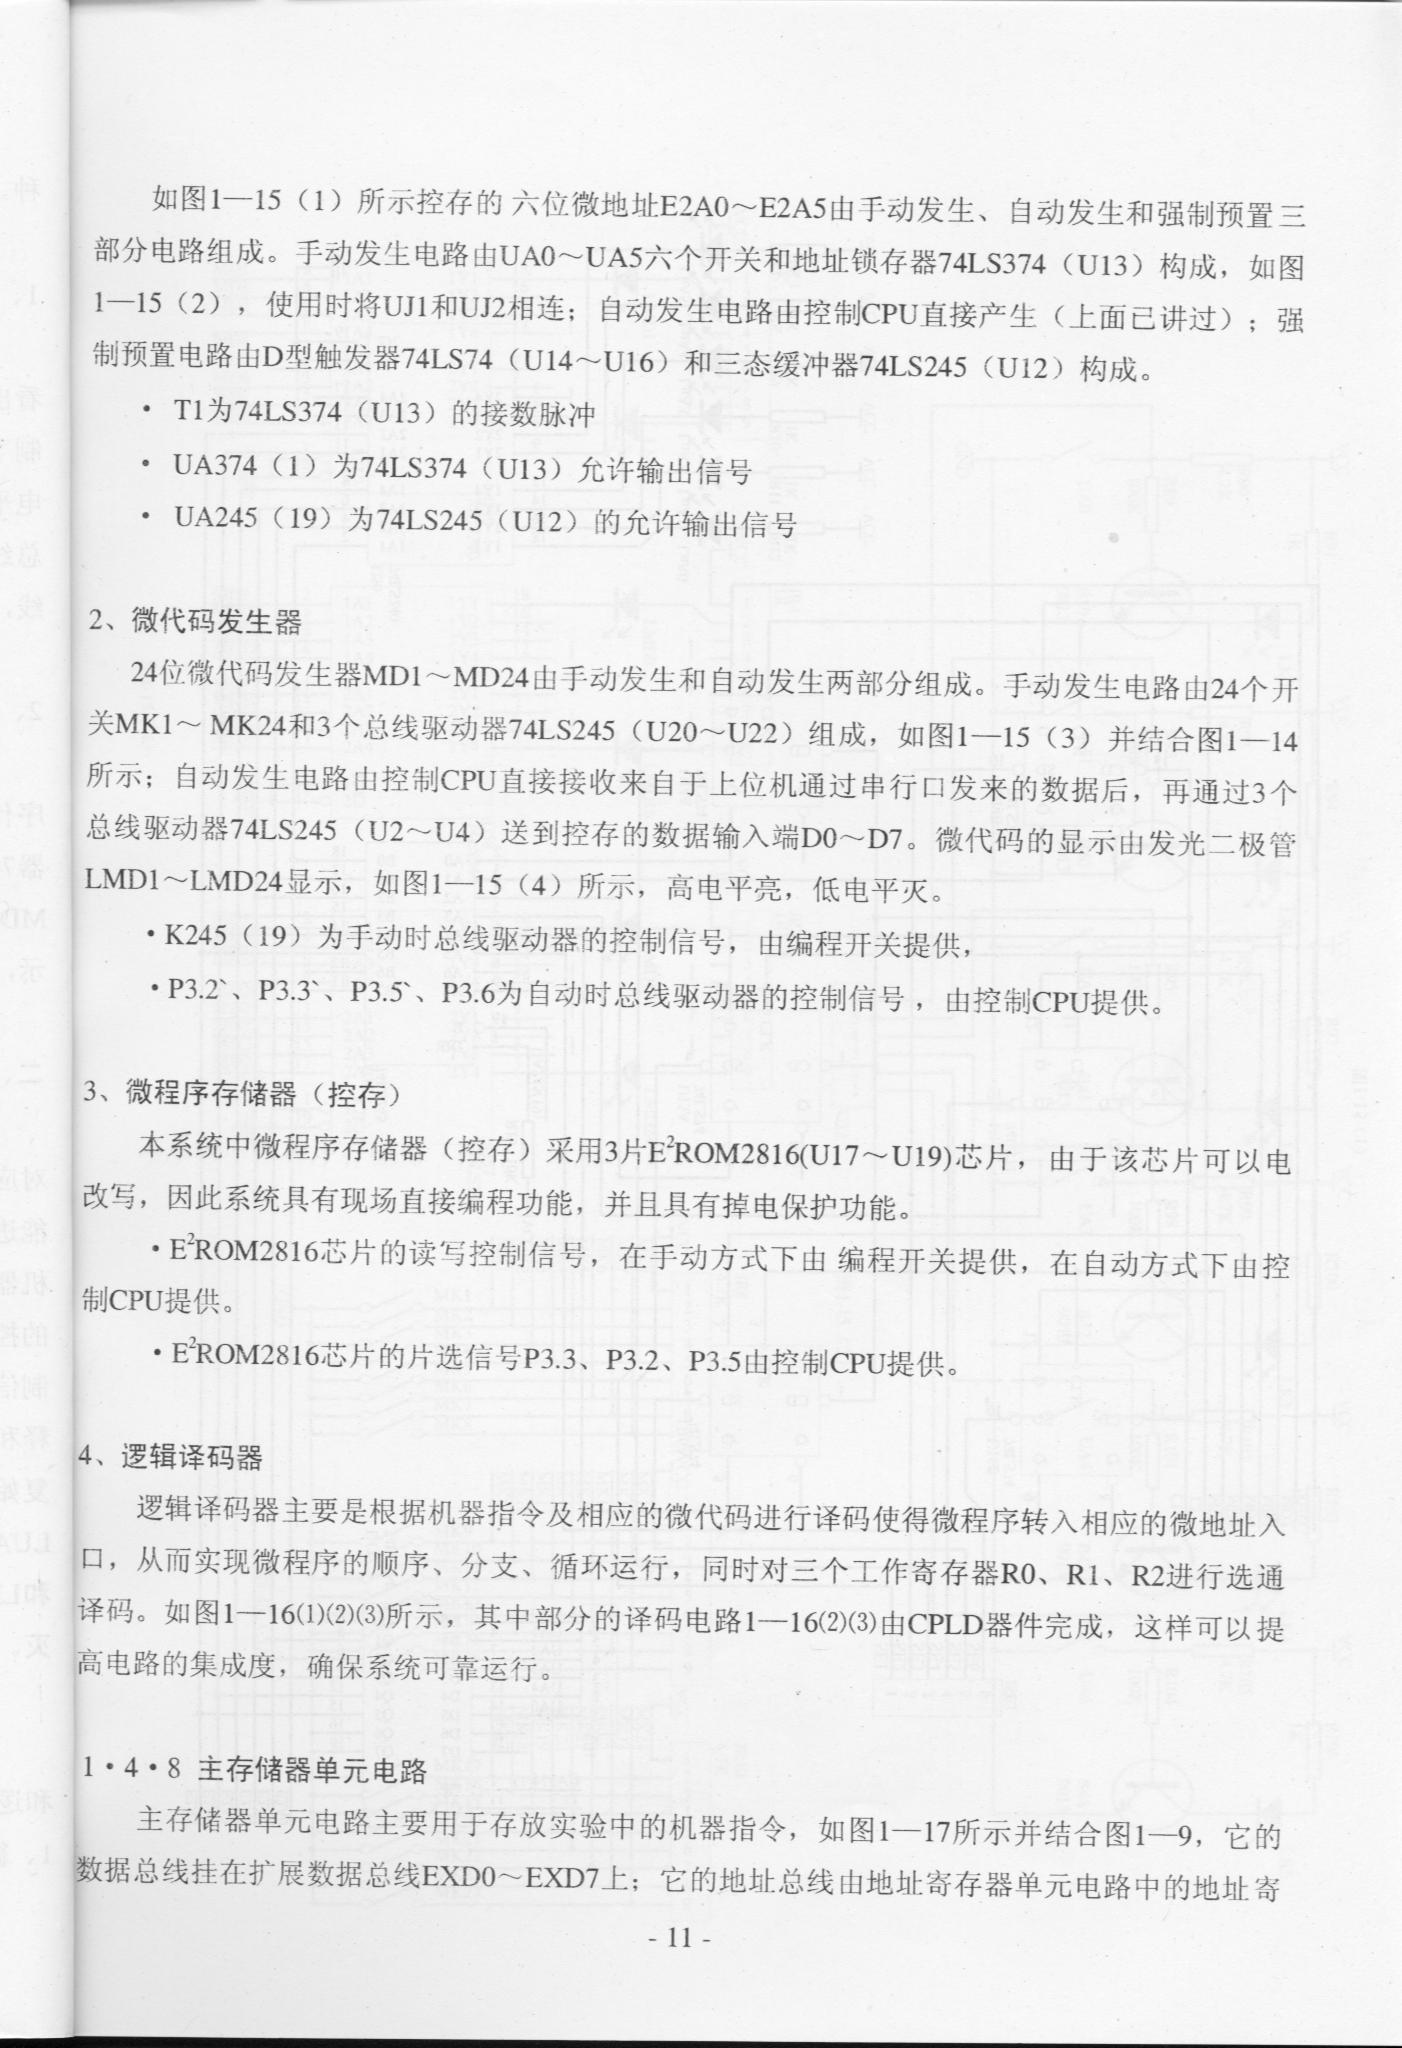 如图1—15（1）所示控存的 六位微地址E2A0～E2A5由手动发生、自动发生和强制预置三
部分电路组成。手动发生电路由UA0～UA5六个开关和地址锁存器74LS374（U13）构成，如图
1—15（2），使用时将UJ1和UJ2相连；自动发生电路由控制CPU直接产生（上面已讲过）；强
制预置电路由D型触发器74LS74（U14～U16）和三态缓冲器74LS245（U12）构成。
· T1为74LS374（U13）的接数脉冲
· UA374（1）为74LS374（U13）允许输出信号
· UA245（19）为74LS245（U12）的允许输出信号
2、微代码发生器
24位微代码发生器MD1～MD24由手动发生和自动发生两部分组成。手动发生电路由24个开
关MK1～ MK24和3个总线驱动器74LS245（U20～U22）组成，如图1—15（3）并结合图1—14
所示；自动发生电路由控制CPU直接接收来自于上位机通过串行口发来的数据后，再通过3个
总线驱动器74LS245（U2～U4）送到控存的数据输入端D0～D7。微代码的显示由发光二极管
LMD1～LMD24显示，如图1—15（4）所示，高电平亮，低电平灭。
·K245（19）为手动时总线驱动器的控制信号，由编程开关提供，
·P3.2`、P3.3`、P3.5`、P3.6为自动时总线驱动器的控制信号 ，由控制CPU提供。
3、微程序存储器（控存）
本系统中微程序存储器（控存）采用3片E²ROM2816(U17～U19)芯片，由于该芯片可以电
改写，因此系统具有现场直接编程功能，并且具有掉电保护功能。
·E²ROM2816芯片的读写控制信号，在手动方式下由 编程开关提供，在自动方式下由控
制CPU提供。
·E²ROM2816芯片的片选信号P3.3、P3.2、P3.5由控制CPU提供。
4、逻辑译码器
逻辑译码器主要是根据机器指令及相应的微代码进行译码使得微程序转入相应的微地址入
口，从而实现微程序的顺序、分支、循环运行，同时对三个工作寄存器R0、R1、R2进行选通
译码。如图1—16⑴⑵⑶所示，其中部分的译码电路1—16⑵⑶由CPLD器件完成，这样可以提
高电路的集成度，确保系统可靠运行。
1·4·8 主存储器单元电路
主存储器单元电路主要用于存放实验中的机器指令，如图1—17所示并结合图1—9，它的
数据总线挂在扩展数据总线EXD0～EXD7上；它的地址总线由地址寄存器单元电路中的地址寄
- 11 -